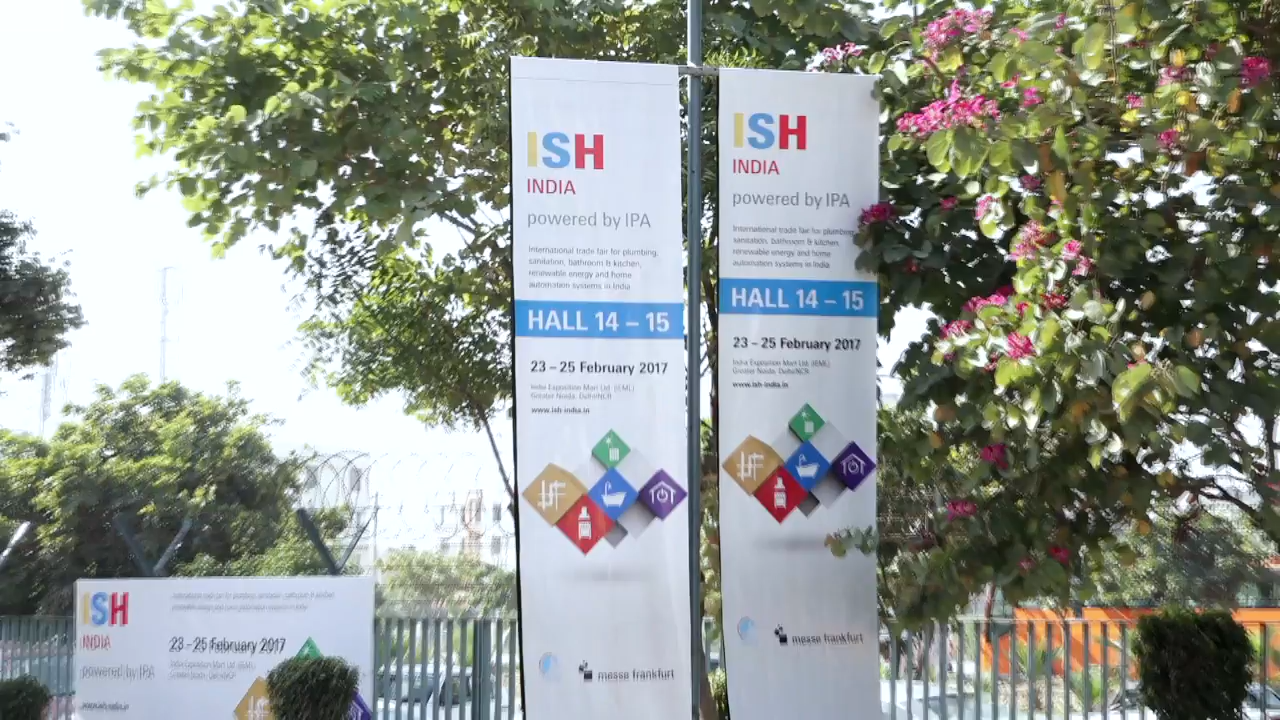 ISH
INDIA
powered by IPA
International trade fair for plumbing,
sanitation, bathroom & kitchen,
renewable energy and home
automation systems in India
HALL 14 – 15
23 – 25 February 2017
India Exposition Mart Ltd. (IEML)
Greater Noida, Delhi/NCR
www.ish-india.in
messe frankfurt
ISH
INDIA
powered by IPA
International trade fair for plumbing,
sanitation, bathroom & kitchen,
renewable energy and home
automation systems in India
HALL 14 – 15
23 – 25 February 2017
India Exposition Mart Ltd. (IEML)
Greater Noida, Delhi/NCR
www.ish-india.in
messe frankfurt
ISH
INDIA
powered by IPA
23 – 25 February 2017